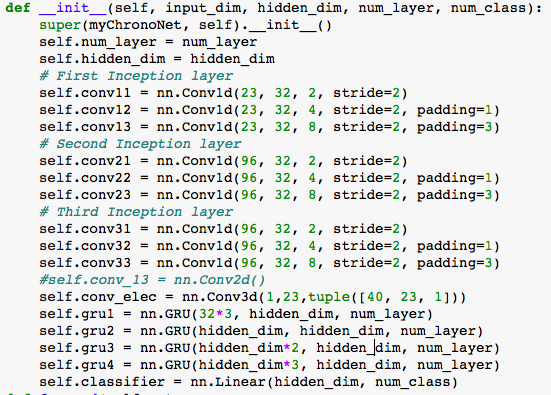 def __init__(self, input_dim, hidden_dim, num_layer, num_class):
super(myChronoNet, self).__init__()
self.num_layer = num_layer
self.hidden_dim = hidden_dim
# First Inception layer
self.conv11 = nn.Conv1d(23, 32, 2, stride=2)
self.conv12 = nn.Conv1d(23, 32, 4, stride=2, padding=1)
self.conv13 = nn.Conv1d(23, 32, 8, stride=2, padding=3)
# Second Inception layer
self.conv21 = nn.Conv1d(96, 32, 2, stride=2)
self.conv22 = nn.Conv1d(96, 32, 4, stride=2, padding=1)
self.conv23 = nn.Conv1d(96, 32, 8, stride=2, padding=3)
# Third Inception layer
self.conv31 = nn.Conv1d(96, 32, 2, stride=2)
self.conv32 = nn.Conv1d(96, 32, 4, stride=2, padding=1)
self.conv33 = nn.Conv1d(96, 32, 8, stride=2, padding=3)
#self.conv_13 = nn.Conv2d()
self.conv_elec = nn.Conv3d(1,23,tuple([40, 23, 1]))
self.gru1 = nn.GRU(32*3, hidden_dim, num_layer)
self.gru2 = nn.GRU(hidden_dim, hidden_dim, num_layer)
self.gru3 = nn.GRU(hidden_dim*2, hidden_dim, num_layer)
self.gru4 = nn.GRU(hidden_dim*3, hidden_dim, num_layer)
self.classifier = nn.Linear(hidden_dim, num_class)